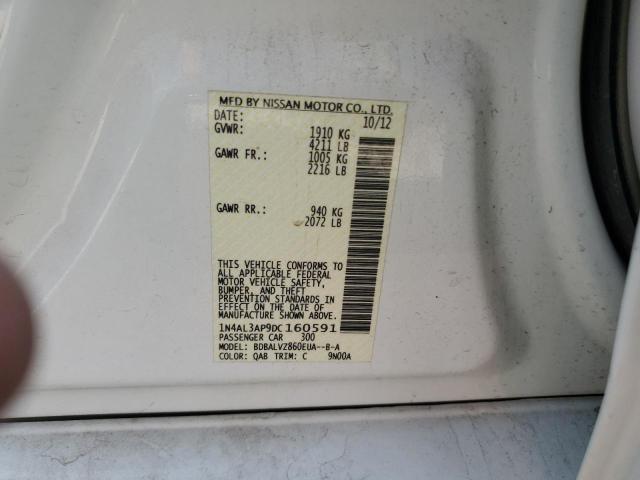 MFD BY NISSAN MOTOR CO., LTD.
DATE: 10/12
GVWR: 1910 KG
4211 LB
GAWR FR.: 1005 KG
2216 LB
GAWR RR.: 940 KG
2072 LB
THIS VEHICLE CONFORMS TO
ALL APPLICABLE FEDERAL
MOTOR VEHICLE SAFETY,
BUMPER, AND THEFT
PREVENTION STANDARDS IN
EFFECT ON THE DATE OF
MANUFACTURE SHOWN ABOVE.
1N4AL3AP9DC160591
PASSENGER CAR 300
MODEL: BDBALVZ860EUA--B-A
COLOR: QAB TRIM: C 9N00A